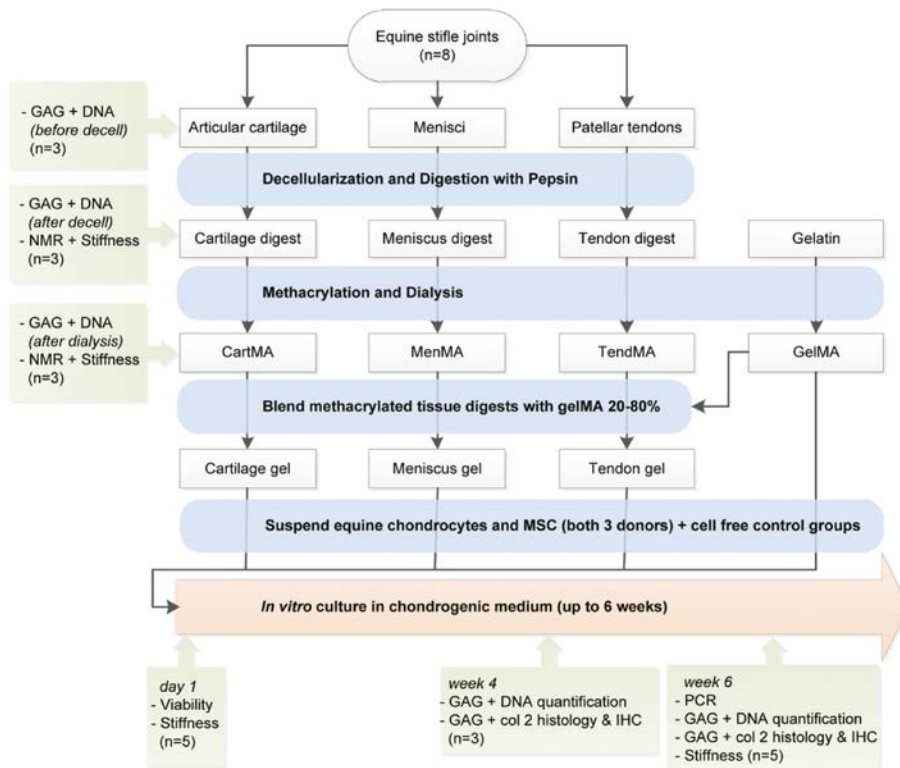 Equine stifle joints
(n=8)
- GAG + DNA
(before decell)
(n=3)
Articular cartilage
Menisci
Patellar tendons
Decellularization and Digestion with Pepsin
- GAG + DNA
(after decell)
- NMR + Stiffness
(n=3)
Cartilage digest
Meniscus digest
Tendon digest
Gelatin
Methacrylation and Dialysis
- GAG + DNA
(after dialysis)
- NMR + Stiffness
(n=3)
CartMA
MenMA
TendMA
GelMA
Blend methacrylated tissue digests with gelMA 20-80%
Cartilage gel
Meniscus gel
Tendon gel
Suspend equine chondrocytes and MSC (both 3 donors) + cell free control groups
In vitro culture in chondrogenic medium (up to 6 weeks)
day 1
- Viability
- Stiffness
(n=5)
week 4
- GAG + DNA quantification
- GAG + col 2 histology & IHC
(n=3)
week 6
- PCR
- GAG + DNA quantification
- GAG + col 2 histology & IHC
- Stiffness (n=5)